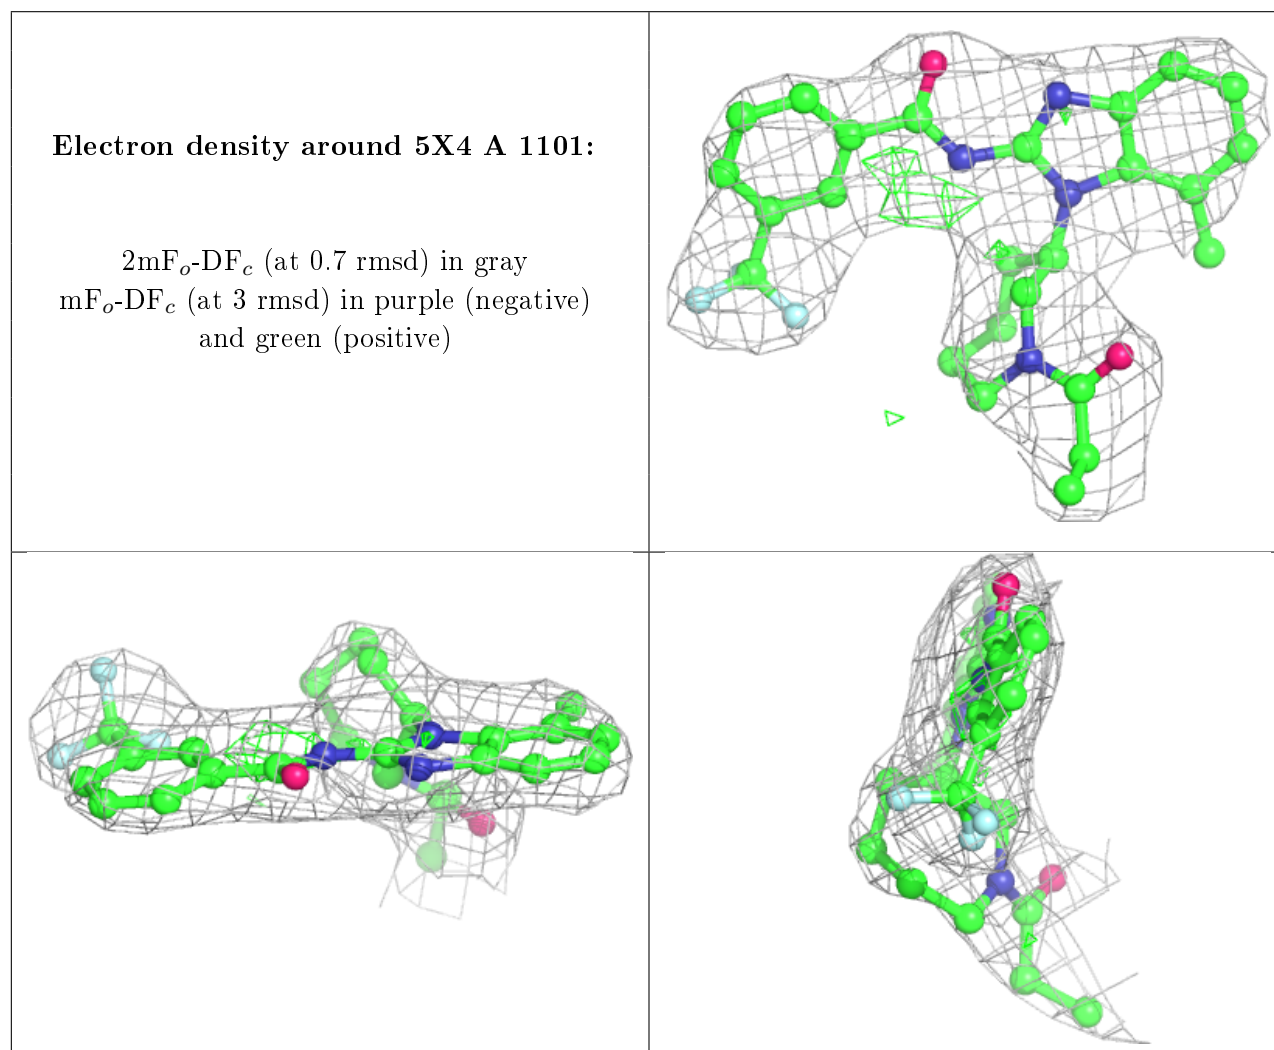 Electron density around 5X4 A 1101:
2mFo-DFc (at 0.7 rmsd) in gray
mFo-DFc (at 3 rmsd) in purple (negative)
and green (positive)